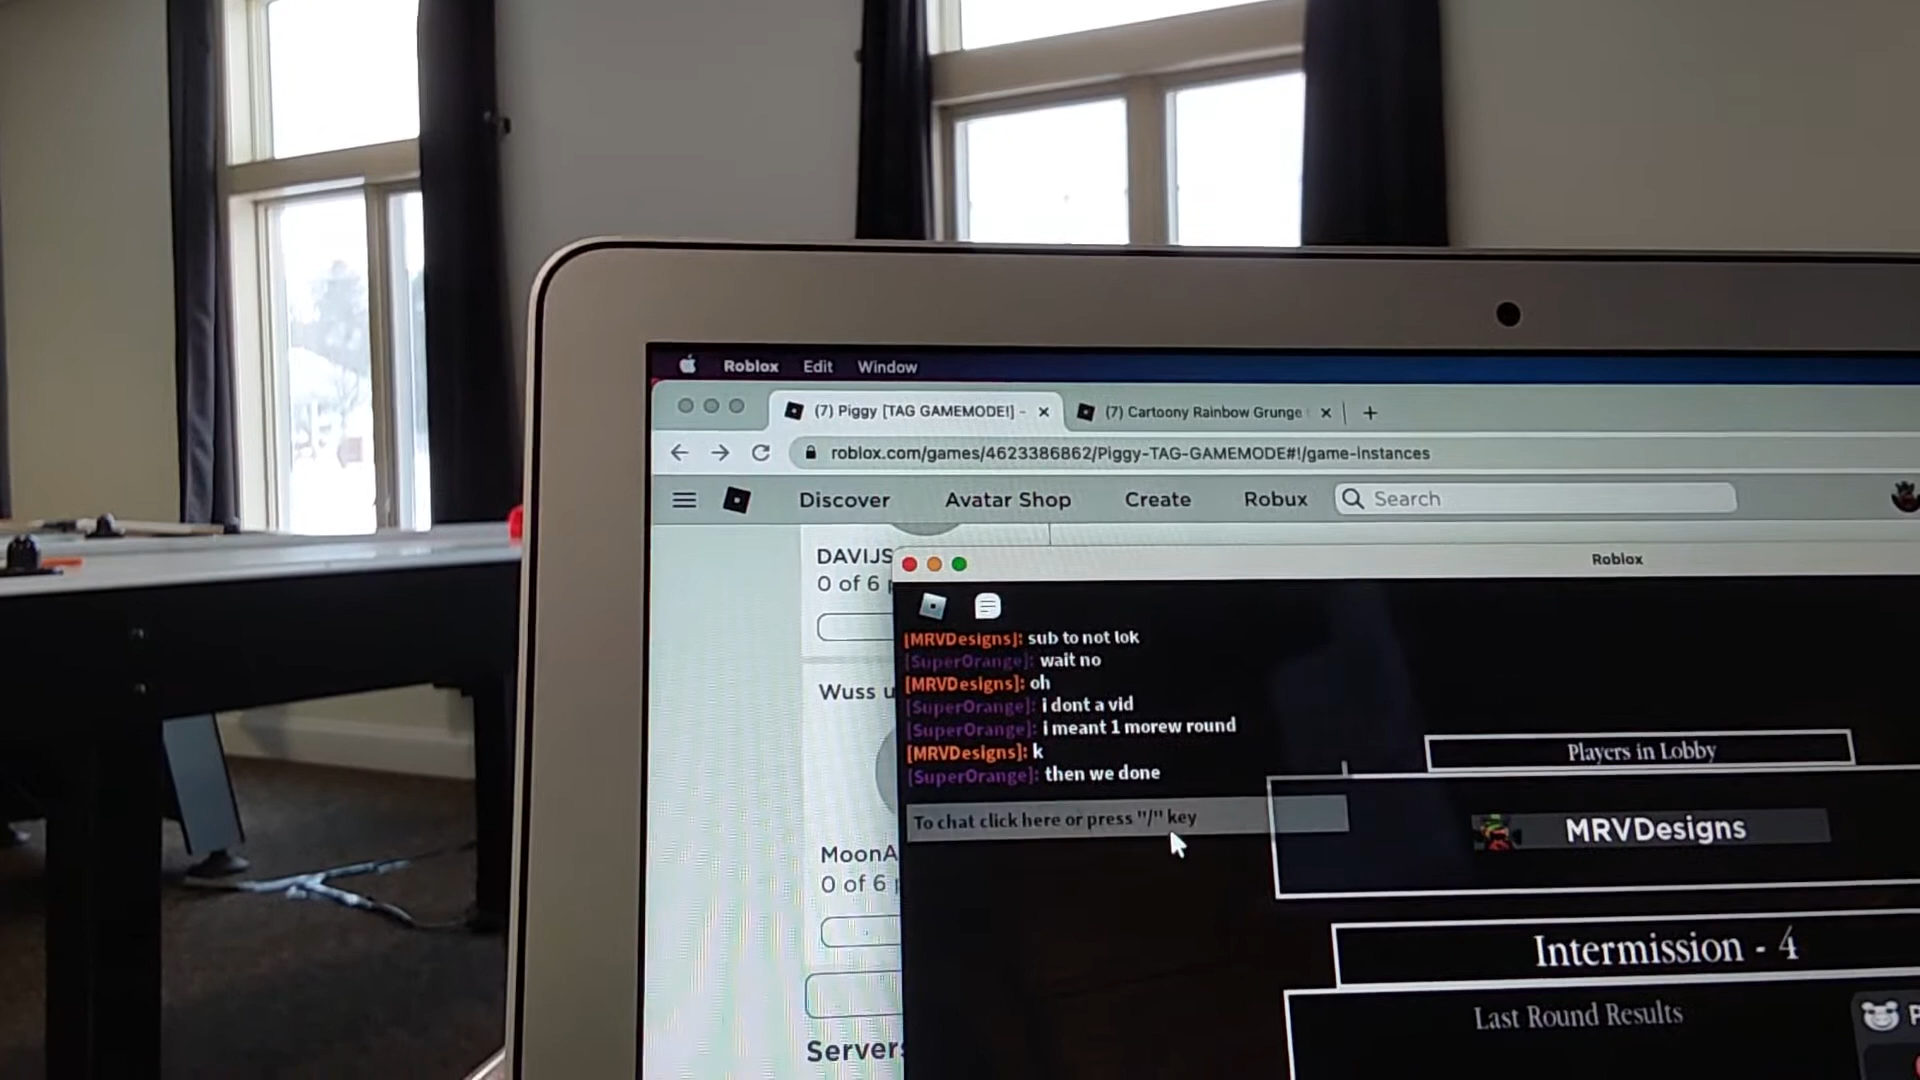 Roblox Edit Window
(7) Piggy [TAG GAMEMODE!] -
(7) Cartoony Rainbow Grunge
roblox.com/games/4623386862/Piggy-TAG-GAMEMODE#!/game-instances
Discover Avatar Shop Create Robux Search
DAVIJS
0 of 6
Roblox
[MRVDesigns]: sub to not lok
[SuperOrange]: wait no
[MRVDesigns]: oh
[SuperOrange]: i dont a vid
[SuperOrange]: i meant 1 morew round
[MRVDesigns]: k
[SuperOrange]: then we done
To chat click here or press "/" key
Wuss u
MoonA
0 of 6
Servers
Players in Lobby
MRVDesigns
Intermission - 4
Last Round Results